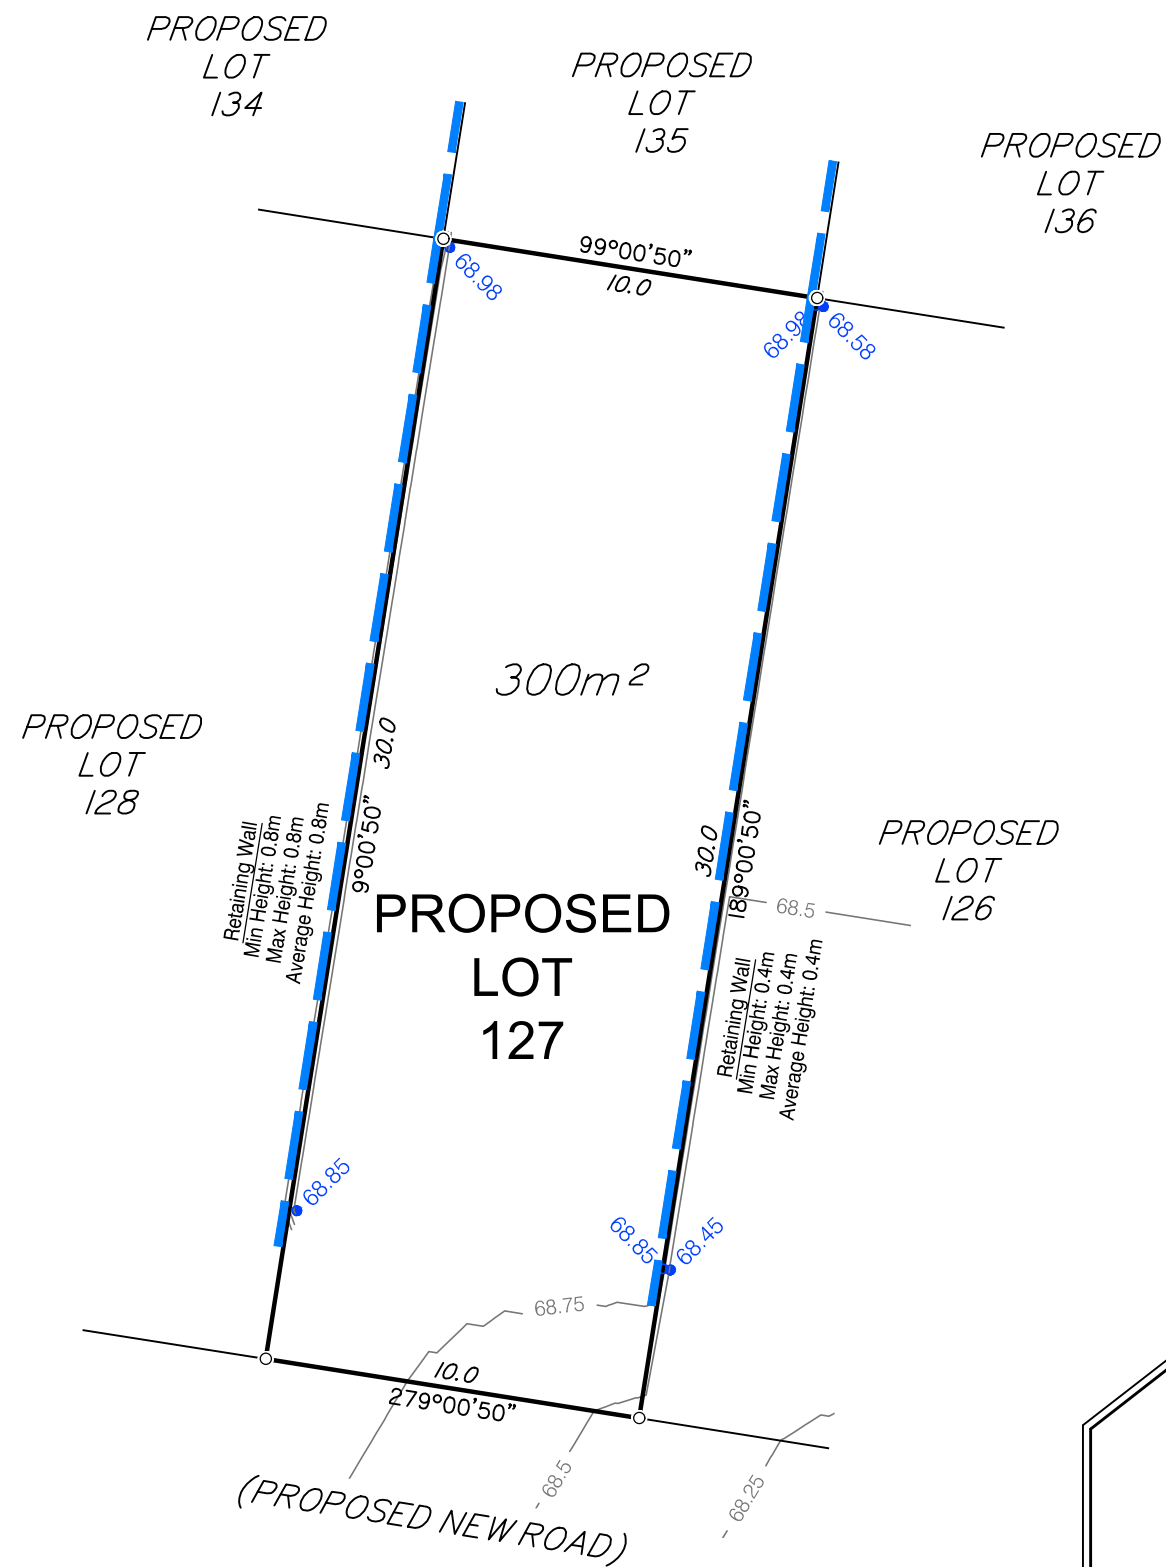 PROPOSED
LOT
134
PROPOSED
LOT
135
PROPOSED
LOT
136
99°00'50"
10.0
68.98
68.98
68.58
300m²
30.0
9°00'50"
30.0
189°00'50"
PROPOSED
LOT
128
Retaining Wall
Min Height: 0.8m
Max Height: 0.8m
Average Height: 0.8m
PROPOSED
LOT
127
PROPOSED
LOT
126
68.5
Retaining Wall
Min Height: 0.4m
Max Height: 0.4m
Average Height: 0.4m
68.85
68.85
68.45
68.75
10.0
279°00'50"
68.5
68.25
(PROPOSED NEW ROAD)